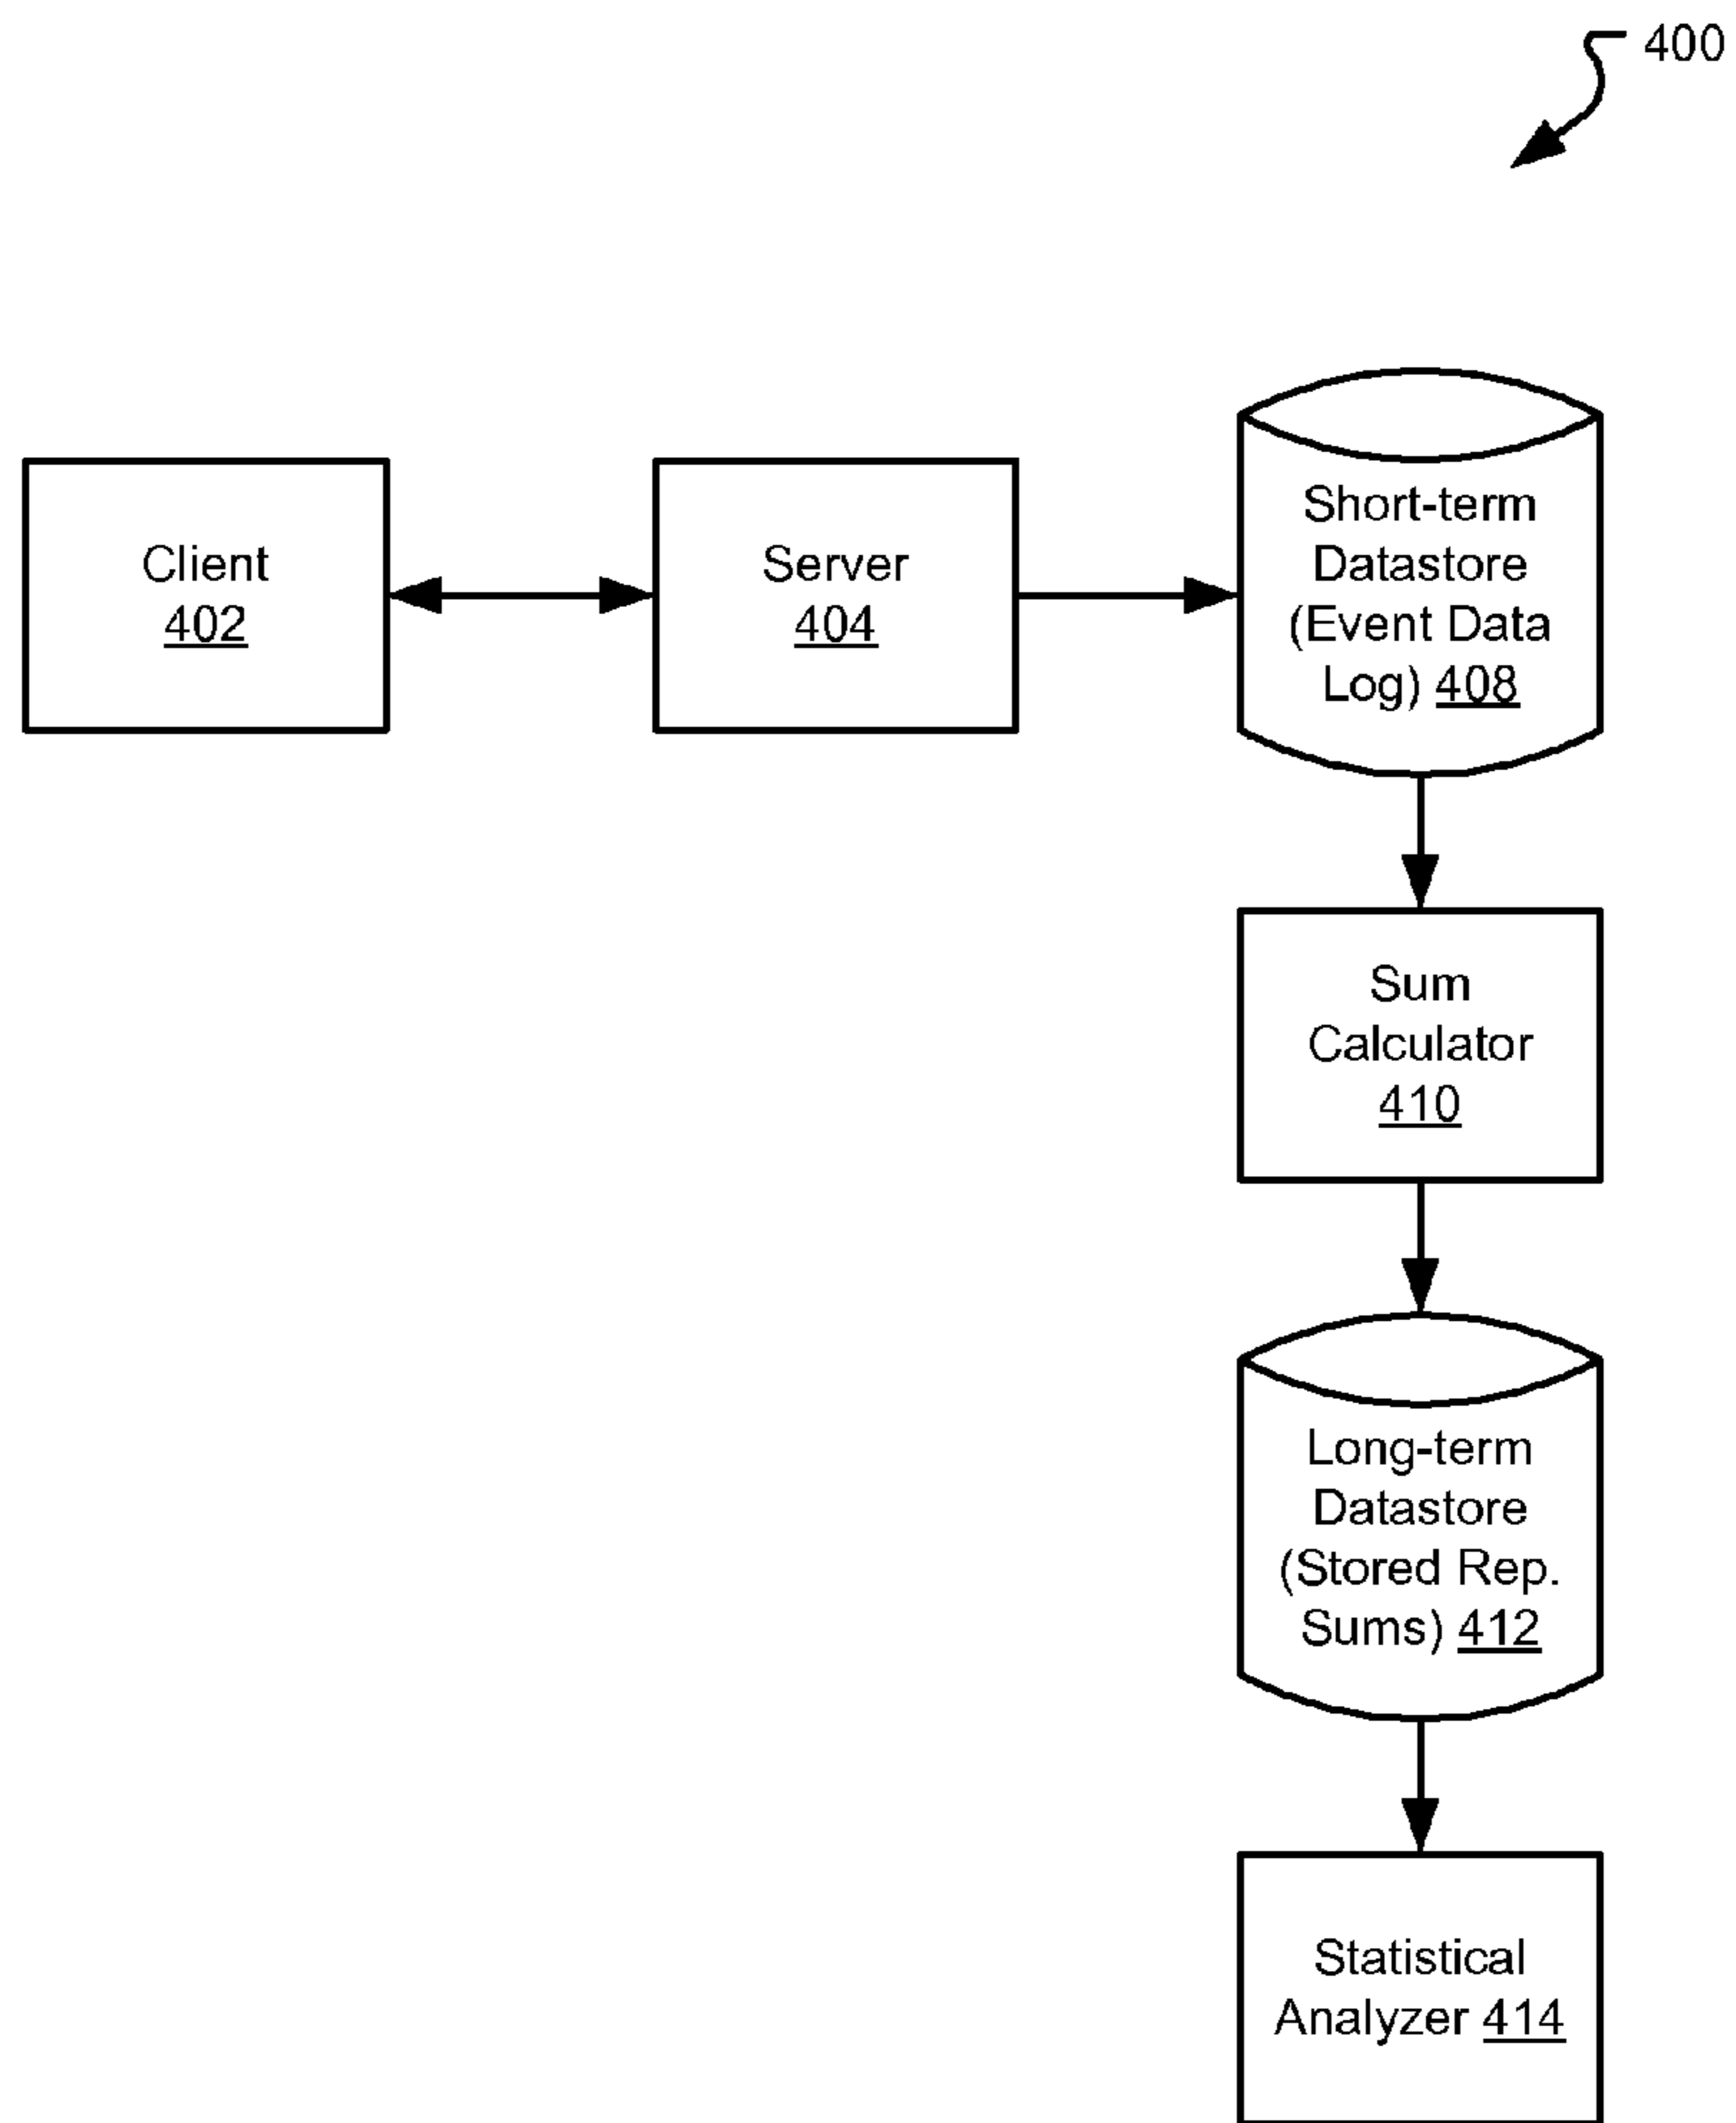 400
Client
402
Server
404
Short-term
Datastore
(Event Data
Log) 408
Sum
Calculator
410
Long-term
Datastore
(Stored Rep.
Sums) 412
Statistical
Analyzer 414